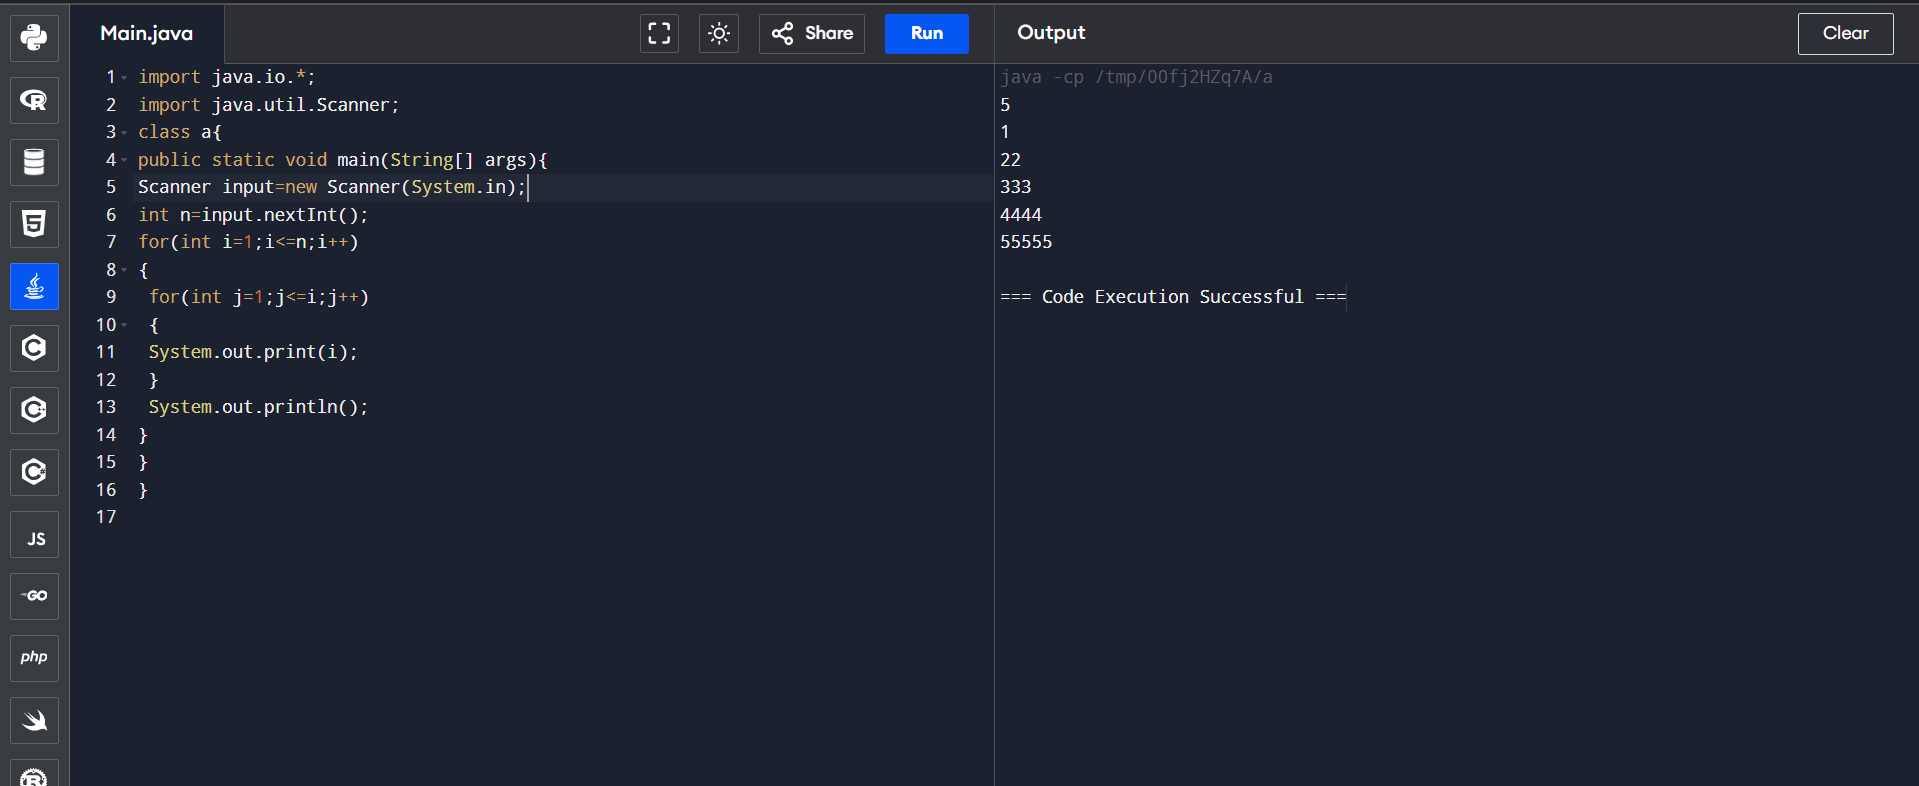 Main.java
Share
Run
Output
Clear
1 import java.io.*;
2 import java.util.Scanner;
3 class a{
4 public static void main(String[] args){
5 Scanner input=new Scanner(System.in);
6 int n=input.nextInt();
7 for(int i=1;i<=n;i++)
8 {
9  for(int j=1;j<=i;j++)
10  {
11  System.out.print(i);
12  }
13  System.out.println();
14 }
15 }
16 }
17
java -cp /tmp/OOfj2HZq7A/a
5
1
22
333
4444
55555
=== Code Execution Successful ===
R
5
C
C
C
JS
GO
php
R